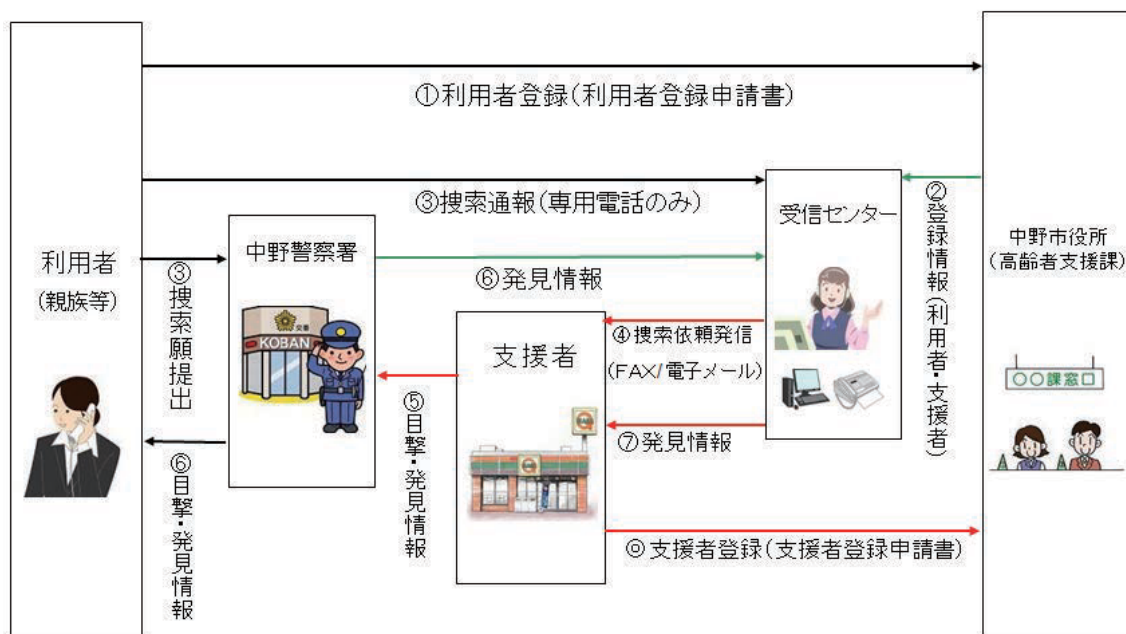 ①利用者登録(利用者登録申請書)
③捜索通報(専用電話のみ)
受信センター
②登録情報(利用者・支援者)
中野市役所
(高齢者支援課)
利用者
(親族等)
③捜索願提出
中野警察署
⑥発見情報
交番
KOBAN
支援者
④捜索依頼発信
(FAX/電子メール)
⑦発見情報
⑤目撃・発見情報
⑥目撃・発見情報
○○課窓口
◎支援者登録(支援者登録申請書)